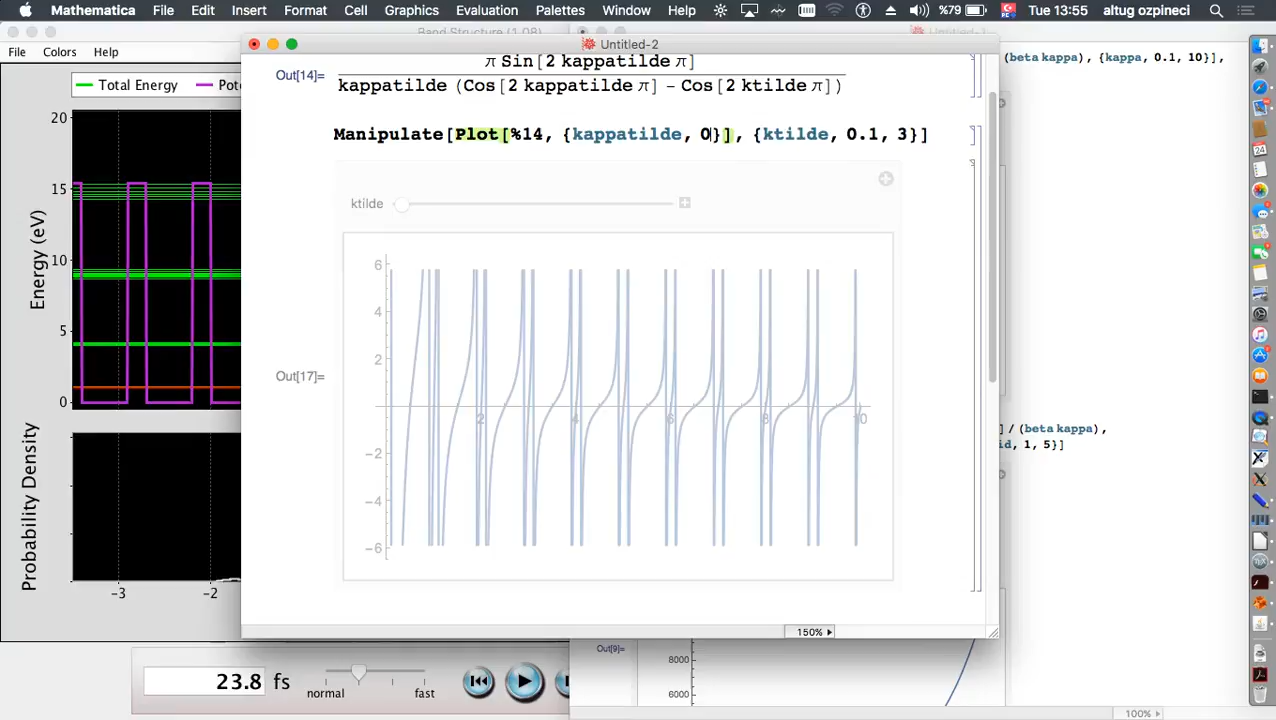 Mathematica File Edit Insert Format Cell Graphics Evaluation Palettes Window Help %79 Tue 13:55 altug ozpineci
Untitled-2
File Colors Help
Total Energy
Energy (eV)
20
15
10
5
0
Probability Density
-3
-2
Out[14]=
π Sin[2 kappatilde π]
kappatilde (Cos[2 kappatilde π] - Cos[2 ktilde π])
Manipulate[Plot[%14, {kappatilde, 0}], {ktilde, 0.1, 3}]
ktilde
Out[17]=
6
4
2
-2
-4
-6
2
6
10
150%
(beta kappa), {kappa, 0.1, 10}],
] / (beta kappa),
id, 1, 5}]
Out[9]=
8000
6000
100%
23.8 fs
normal
fast